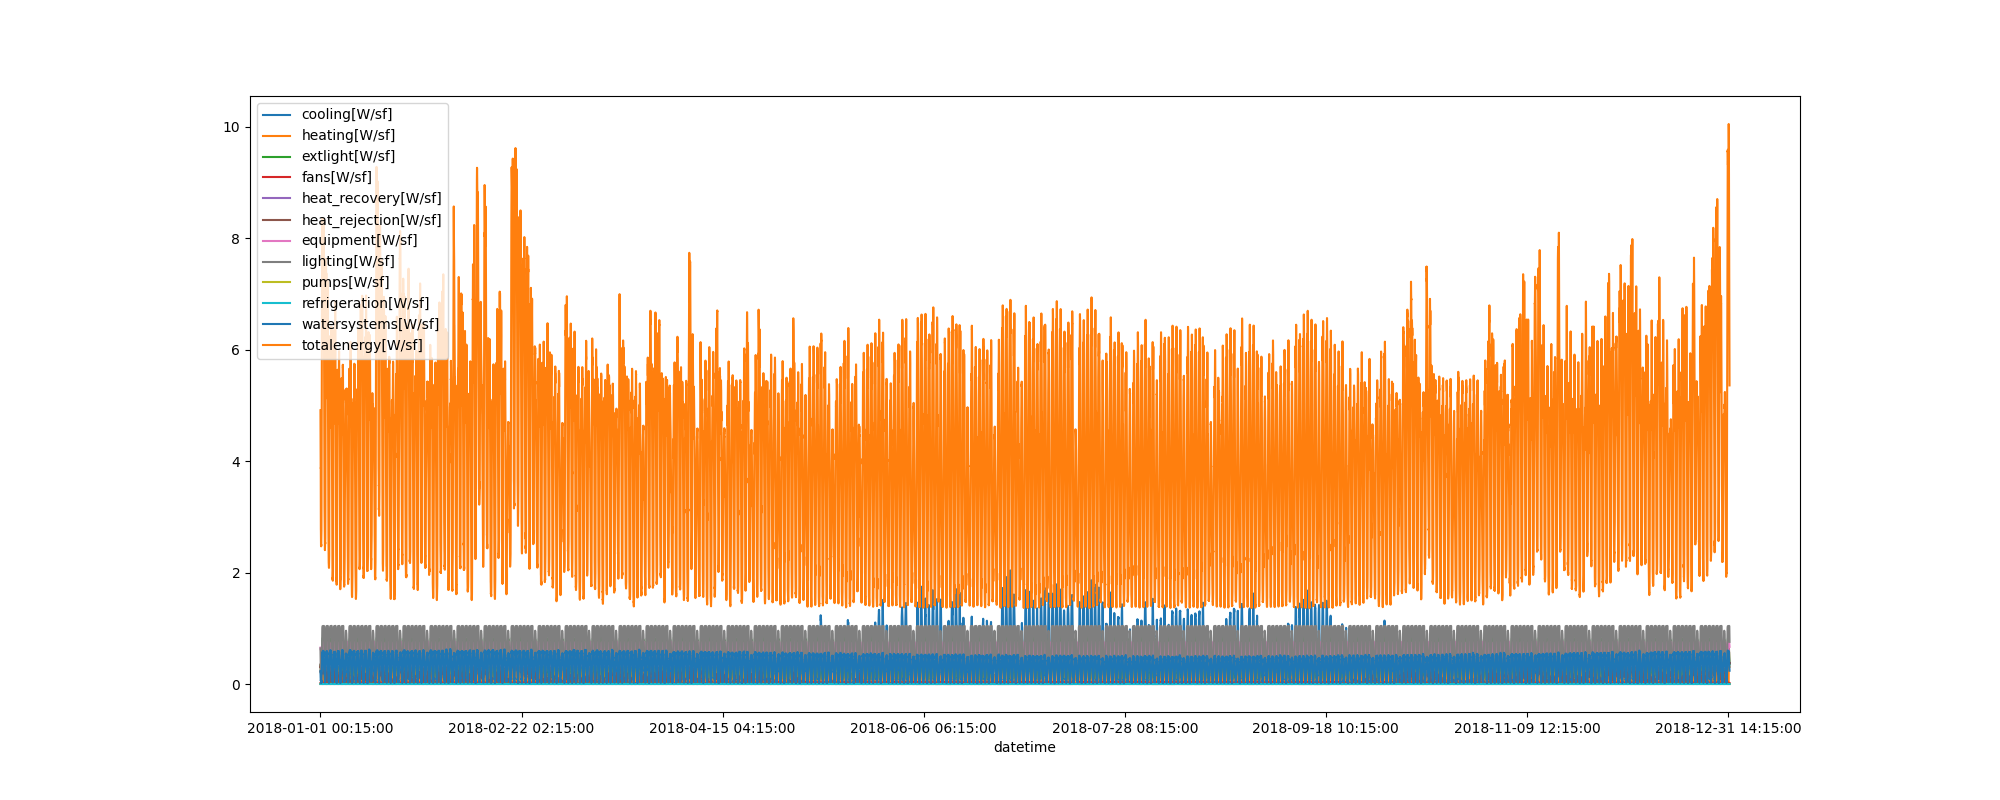 cooling[W/sf]
heating[W/sf]
extlight[W/sf]
fans[W/sf]
heat_recovery[W/sf]
heat_rejection[W/sf]
equipment[W/sf]
lighting[W/sf]
pumps[W/sf]
refrigeration[W/sf]
watersystems[W/sf]
totalenergy[W/sf]
10
8
6
4
2
0
2018-01-01 00:15:00 2018-02-22 02:15:00 2018-04-15 04:15:00 2018-06-06 06:15:00 2018-07-28 08:15:00 2018-09-18 10:15:00 2018-11-09 12:15:00 2018-12-31 14:15:00
datetime